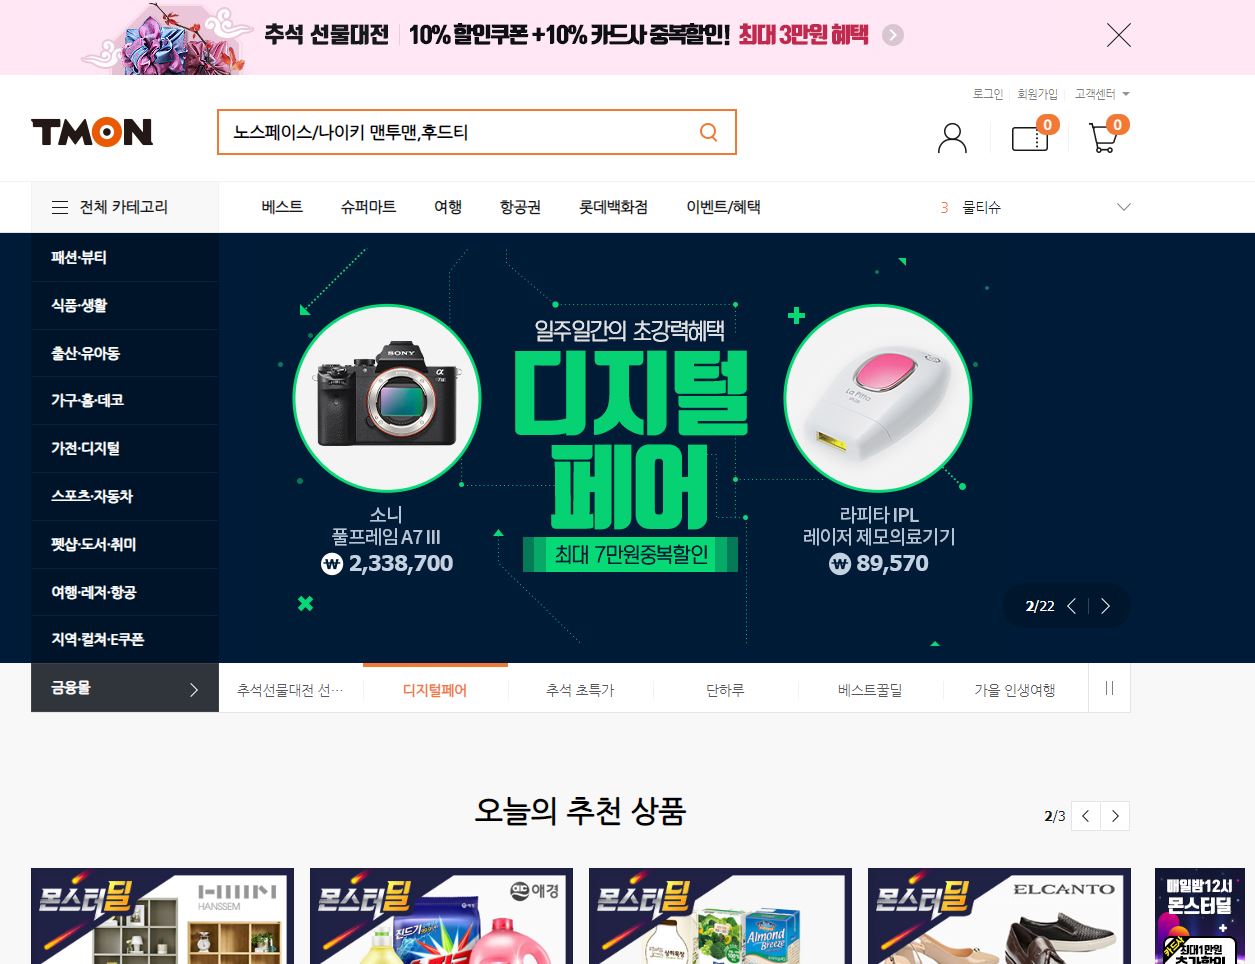 추석 선물대전 10% 할인쿠폰 +10% 카드사 중복할인! 최대 3만원 혜택
로그인 회원가입 고객센터
TMON
노스페이스/나이키 맨투맨,후드티
0
0
전체 카테고리 베스트 슈퍼마트 여행 항공권 롯데백화점 이벤트/혜택 3 물티슈
패션·뷰티
식품·생활
출산·유아동
가구·홈·데코
가전·디지털
스포츠·자동차
펫샵·도서·취미
여행·레저·항공
지역·컬쳐·E쿠폰
금융몰
일주일간의 초강력혜택
디지털
페어
최대 7만원중복할인
SONY
α
소니
풀프레임 A7 III
₩ 2,338,700
La Pitta
라피타 IPL
레이저 제모의료기기
₩ 89,570
2/22
추석선물대전 선… 디지털페어 추석 초특가 단하루 베스트꿀딜 가을 인생여행
오늘의 추천 상품
2/3
몬스터딜
HANSSEM
몬스터딜
애경
진드기
몬스터딜
Almond
Breeze
몬스터딜
ELCANTO
매일밤12시
몬스터딜
카드사
최대1만원
추가할인